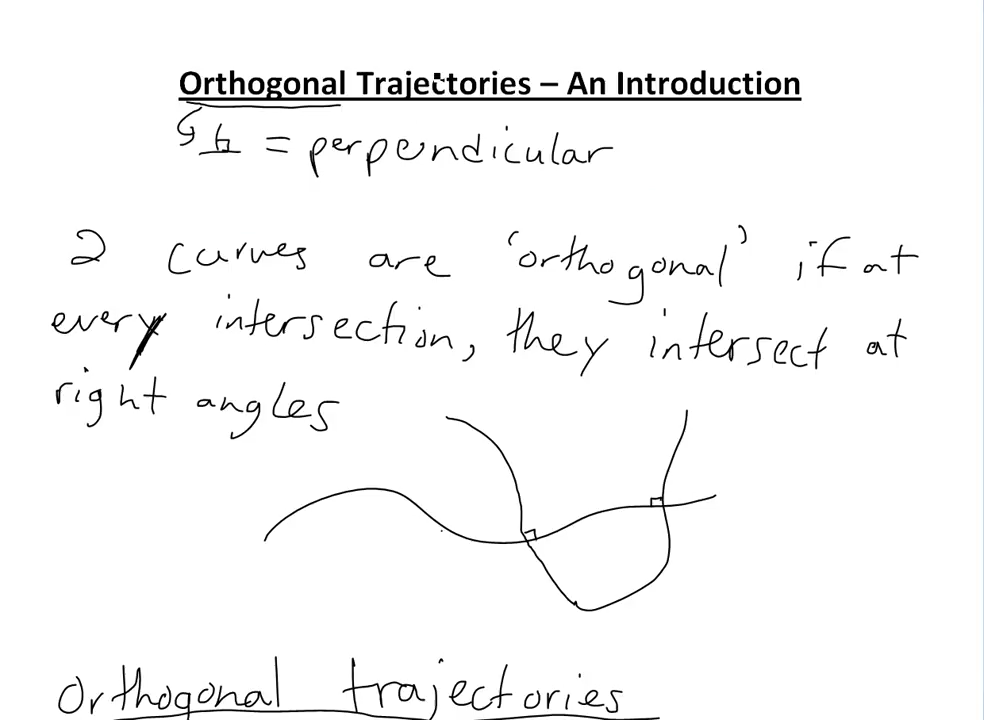 Orthogonal Trajectories – An Introduction
⊥ = perpendicular
2 curves are 'orthogonal' if at
every intersection, they intersect at
right angles
Orthogonal trajectories